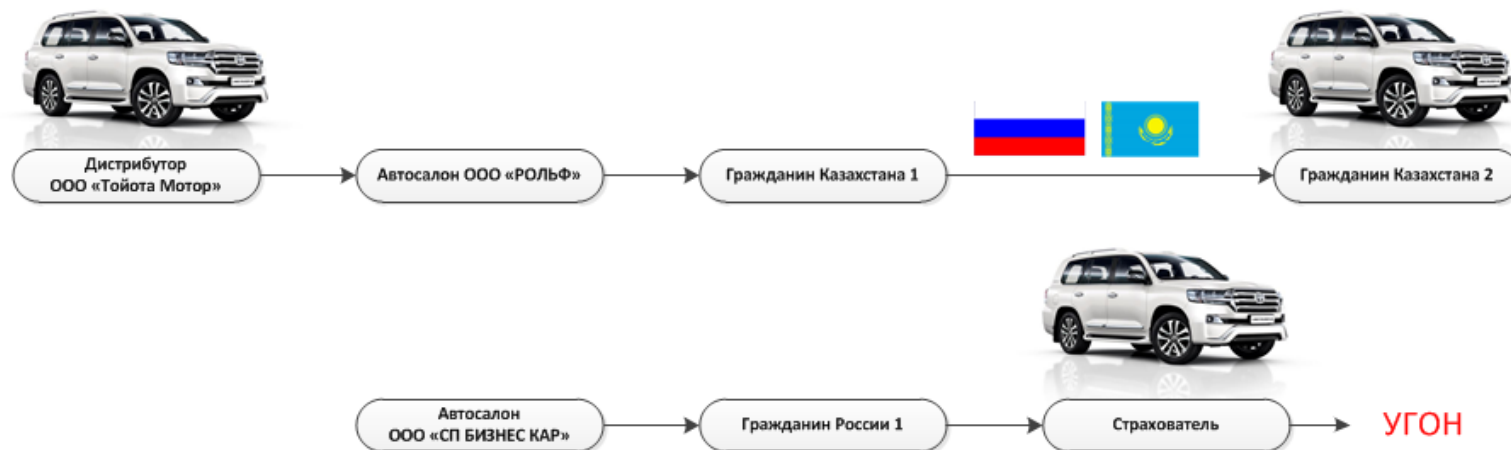 Дистрибутор
ООО «Тойота Мотор»
Автосалон ООО «РОЛЬФ»
Гражданин Казахстана 1
Гражданин Казахстана 2
Автосалон
ООО «СП БИЗНЕС КАР»
Гражданин России 1
Страхователь
УГОН